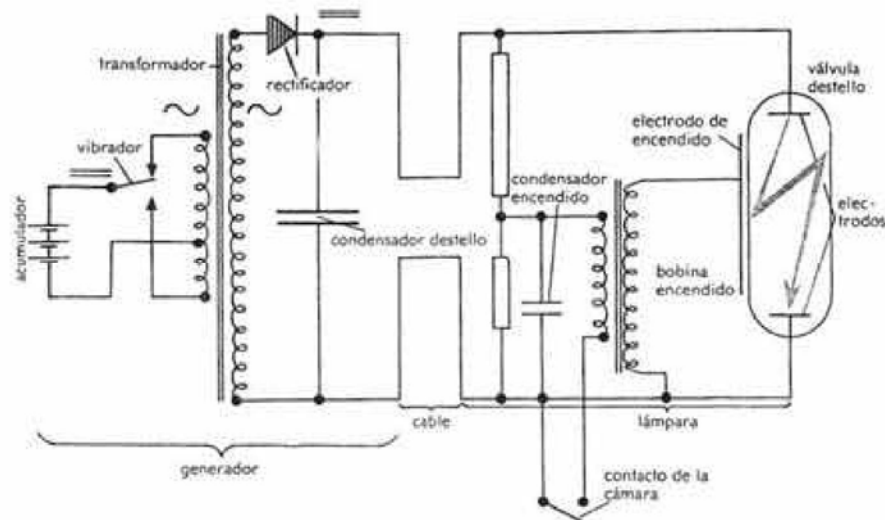 transformador
rectificador
vibrador
acumulador
condensador destello
generador
cable
condensador
encendido
bobina
encendido
electrodo de
encendido
válvula
destello
elec-
trodos
lámpara
contacto de la
cámara